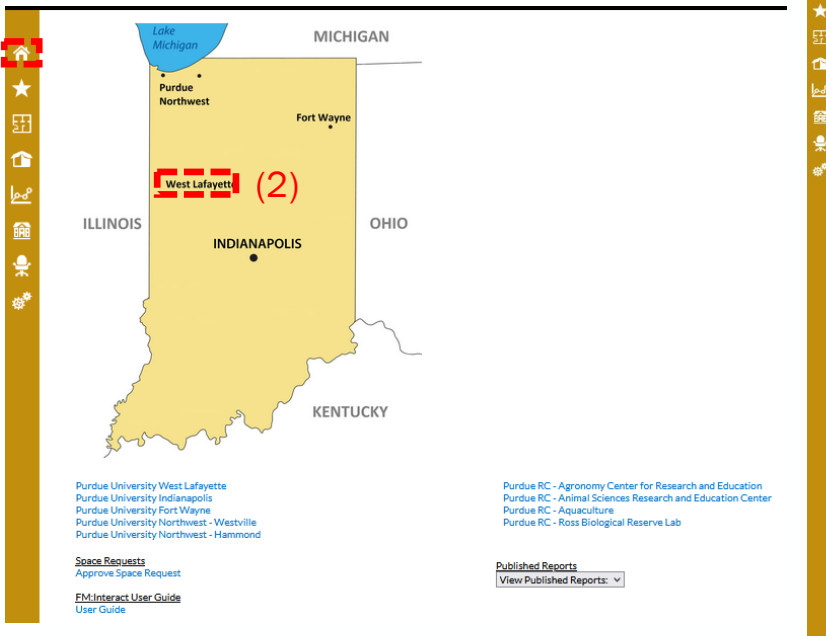 Lake
Michigan
MICHIGAN
Purdue
Northwest
Fort Wayne
West Lafayette
(2)
ILLINOIS
OHIO
INDIANAPOLIS
KENTUCKY
Purdue University West Lafayette
Purdue University Indianapolis
Purdue University Fort Wayne
Purdue University Northwest - Westville
Purdue University Northwest - Hammond
Purdue RC - Agronomy Center for Research and Education
Purdue RC - Animal Sciences Research and Education Center
Purdue RC - Aquaculture
Purdue RC - Ross Biological Reserve Lab
Space Requests
Approve Space Request
Published Reports
View Published Reports:
FM:Interact User Guide
User Guide